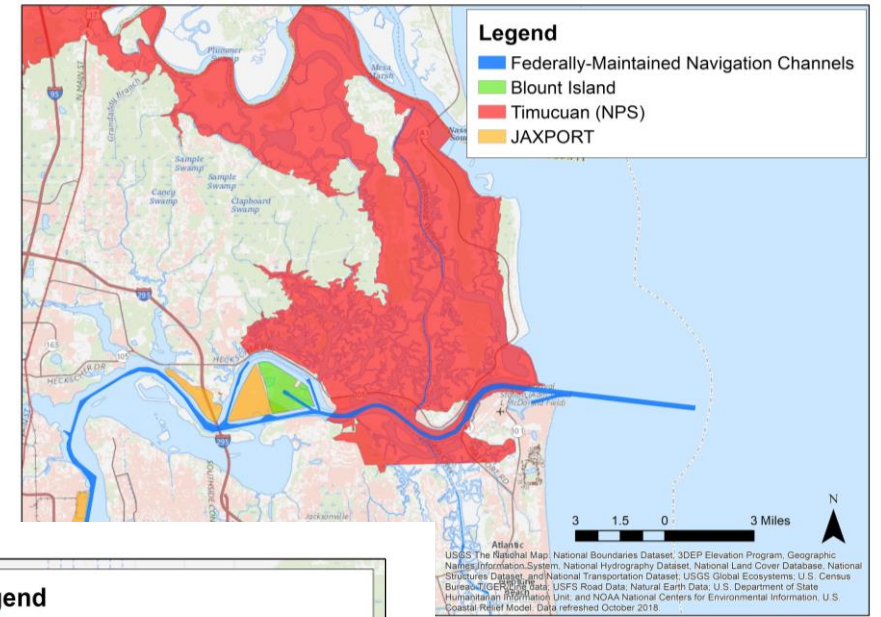 Legend
Federally-Maintained Navigation Channels
Blount Island
Timucuan (NPS)
JAXPORT
Plummer
Mesa
Marsh
95
N MAIN ST
Sample
Swamp
Sample
Swamp
Caney
Swamp
Clapboard
Swamp
163
105
HECKSCHER DR
295
Jacksonville
Atlantic
N
3 1.5 0 3 Miles
USGS The National Map: National Boundaries Dataset, 3DEP Elevation Program, Geographic
Names Information System, National Hydrography Dataset, National Land Cover Database, National
Structures Dataset, and National Transportation Dataset; USGS Global Ecosystems; U.S. Census
Bureau TIGER/Line data; USFS Road Data; Natural Earth Data; U.S. Department of State
Humanitarian Information Unit; and NOAA National Centers for Environmental Information, U.S.
Coastal Relief Model. Data refreshed October 2018.
gend